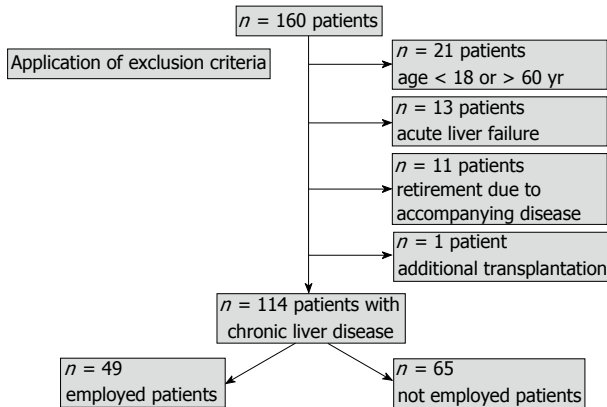 n = 160 patients
Application of exclusion criteria
n = 21 patients
age < 18 or > 60 yr
n = 13 patients
acute liver failure
n = 11 patients
retirement due to
accompanying disease
n = 1 patient
additional transplantation
n = 114 patients with
chronic liver disease
n = 49
employed patients
n = 65
not employed patients